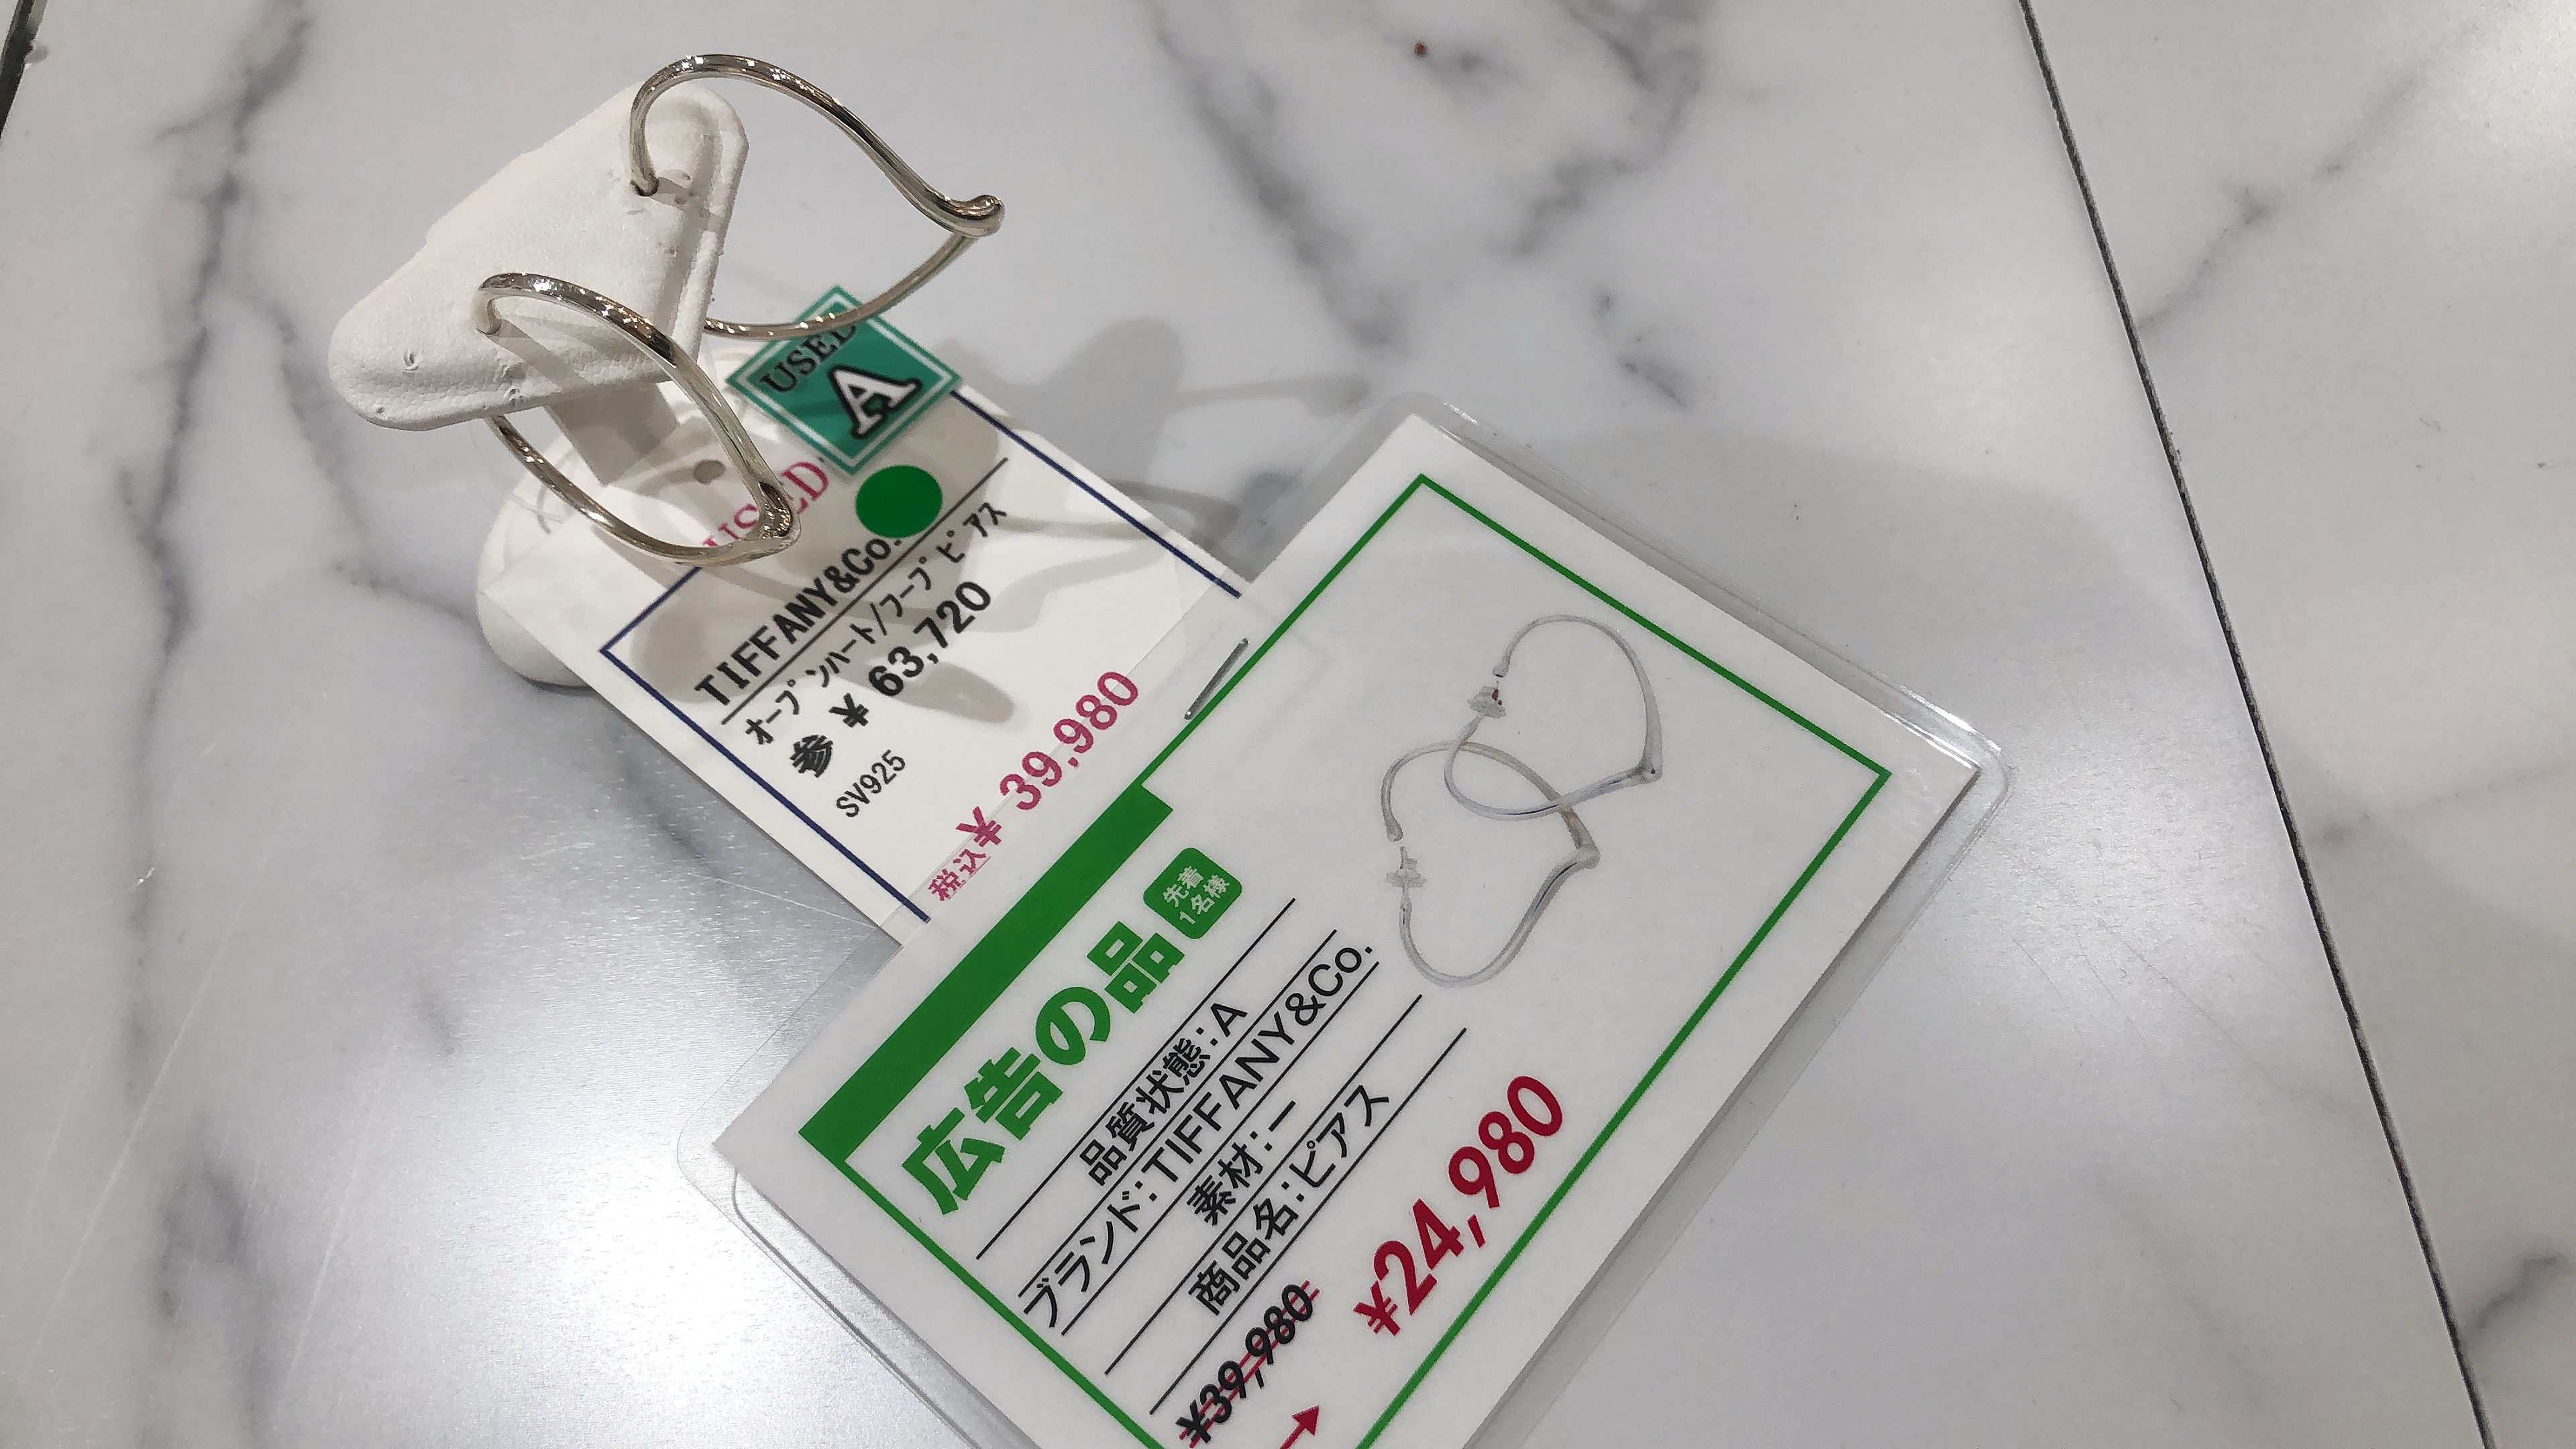 USED
A
USED
TIFFANY&Co.
オープンハート/フープピアス
参 ¥ 63,720
SV925
税込¥ 39,980
広告の品
先着
1名様
品質状態:A
ブランド:TIFFANY&Co.
素材:ー
商品名:ピアス
¥39,980
¥24,980